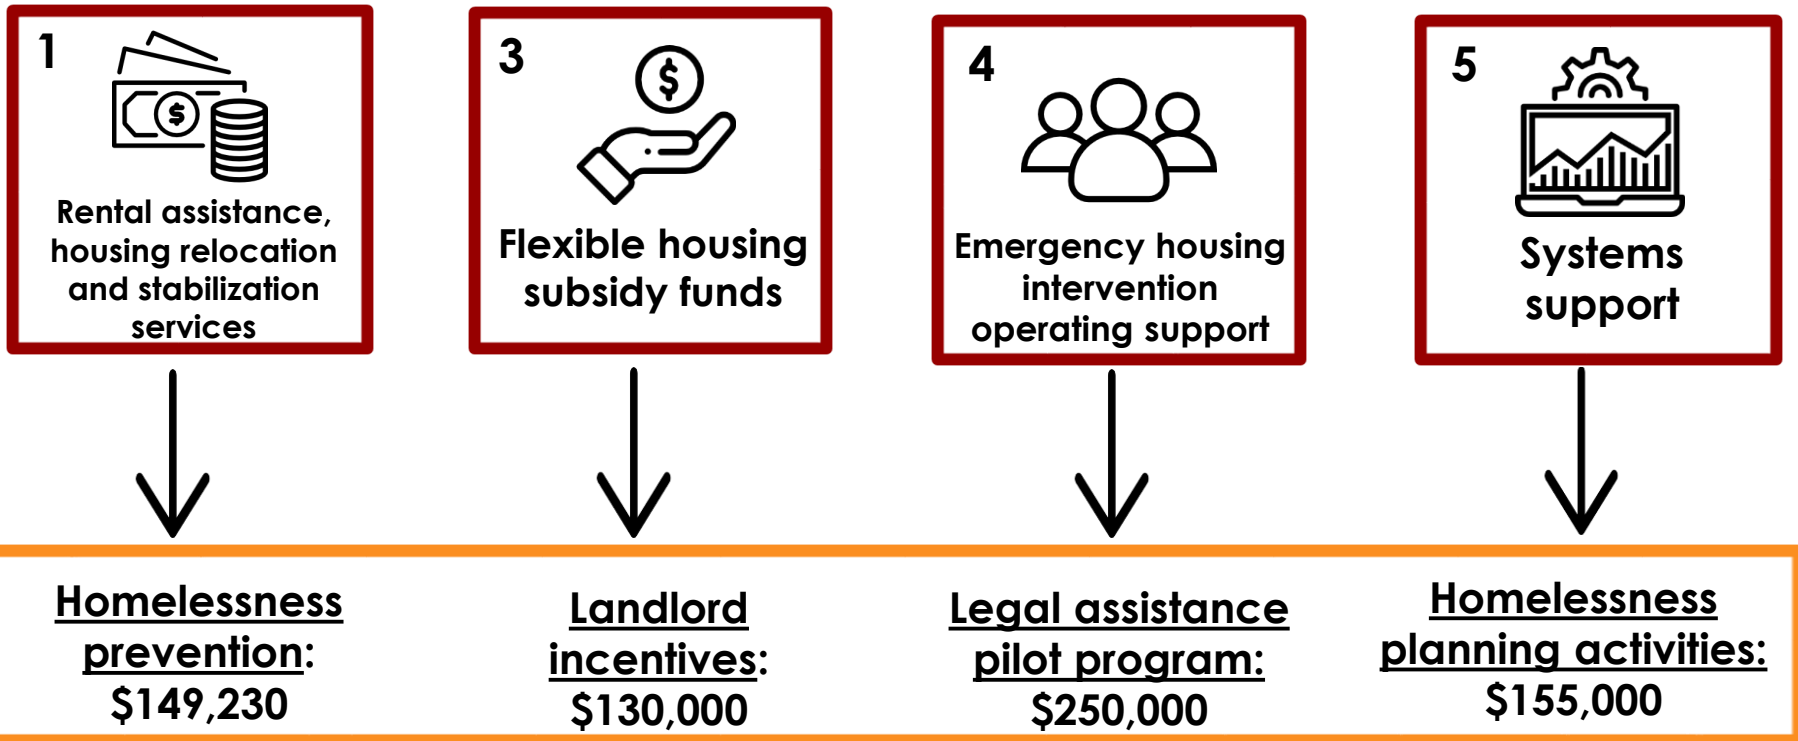 1
Rental assistance,
housing relocation
and stabilization
services
3
Flexible housing
subsidy funds
4
Emergency housing
intervention
operating support
5
Systems
support
Homelessness
prevention:
$149,230
Landlord
incentives:
$130,000
Legal assistance
pilot program:
$250,000
Homelessness
planning activities:
$155,000